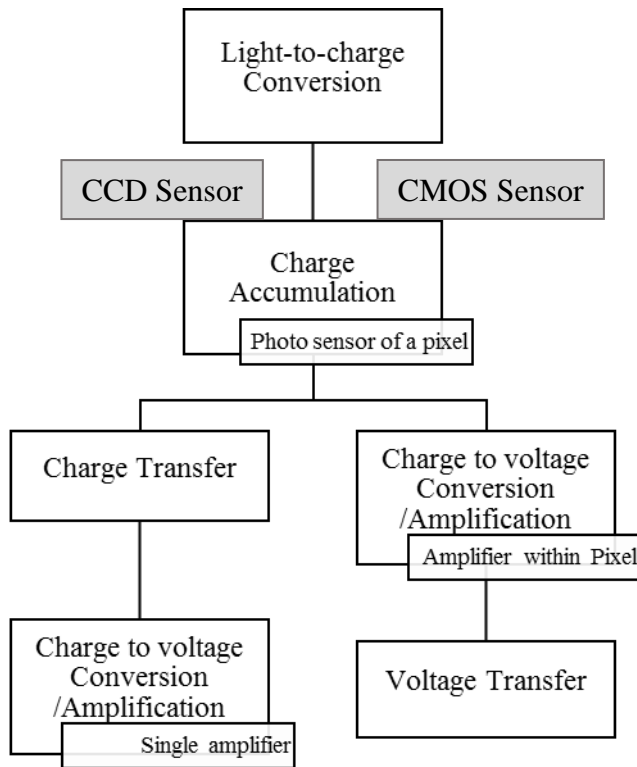 Light-to-charge
Conversion
CCD Sensor
CMOS Sensor
Charge
Accumulation
Photo sensor of a pixel
Charge Transfer
Charge to voltage
Conversion
/Amplification
Amplifier within Pixel
Charge to voltage
Conversion
/Amplification
Single amplifier
Voltage Transfer